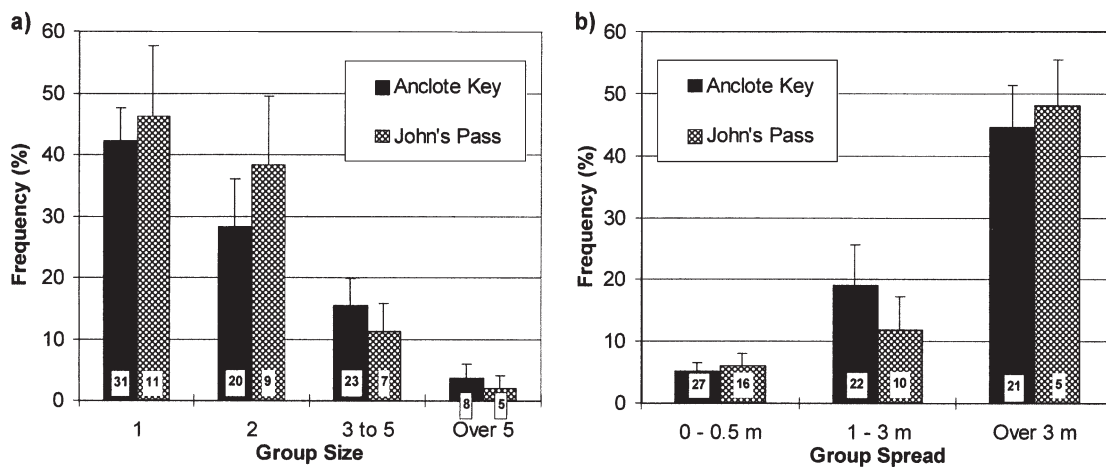 a)
60
50
40
30
20
10
0
Frequency (%)
Anclote Key
John's Pass
31 11 20 9 23 7 8 5
1 2 3 to 5 Over 5
Group Size
b)
60
50
40
30
20
10
0
Frequency (%)
Anclote Key
John's Pass
27 16 22 10 21 5
0 - 0.5 m 1 - 3 m Over 3 m
Group Spread